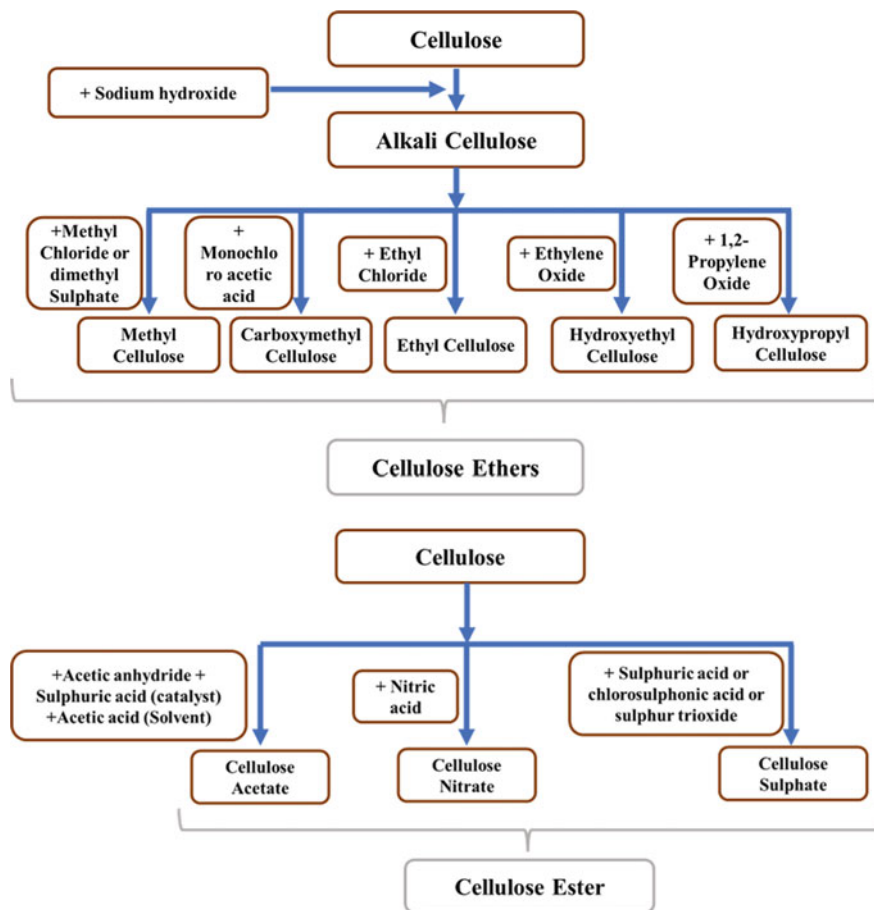 Cellulose
+ Sodium hydroxide
Alkali Cellulose
+Methyl
Chloride or
dimethyl
Sulphate
+
Monochlo
ro acetic
acid
+ Ethyl
Chloride
+ Ethylene
Oxide
+ 1,2-
Propylene
Oxide
Methyl
Cellulose
Carboxymethyl
Cellulose
Ethyl Cellulose
Hydroxyethyl
Cellulose
Hydroxypropyl
Cellulose
Cellulose Ethers
Cellulose
+Acetic anhydride +
Sulphuric acid (catalyst)
+Acetic acid (Solvent)
+ Nitric
acid
+ Sulphuric acid or
chlorosulphonic acid or
sulphur trioxide
Cellulose
Acetate
Cellulose
Nitrate
Cellulose
Sulphate
Cellulose Ester